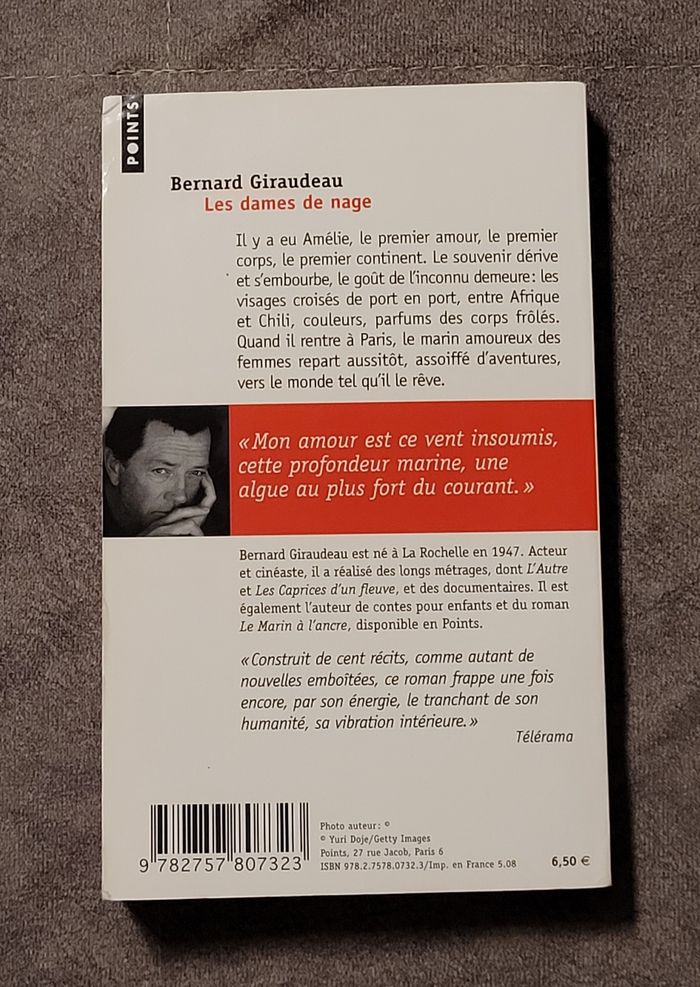 POINTS
Bernard Giraudeau
Les dames de nage
Il y a eu Amélie, le premier amour, le premier
corps, le premier continent. Le souvenir dérive
et s'embourbe, le goût de l'inconnu demeure : les
visages croisés de port en port, entre Afrique
et Chili, couleurs, parfums des corps frôlés.
Quand il rentre à Paris, le marin amoureux des
femmes repart aussitôt, assoiffé d'aventures,
vers le monde tel qu'il le rêve.
« Mon amour est ce vent insoumis,
cette profondeur marine, une
algue au plus fort du courant. »
Bernard Giraudeau est né à La Rochelle en 1947. Acteur
et cinéaste, il a réalisé des longs métrages, dont L'Autre
et Les Caprices d'un fleuve, et des documentaires. Il est
également l'auteur de contes pour enfants et du roman
Le Marin à l'ancre, disponible en Points.
« Construit de cent récits, comme autant de
nouvelles emboîtées, ce roman frappe une fois
encore, par son énergie, le tranchant de son
humanité, sa vibration intérieure. »
Télérama
9 782757 807323
Photo auteur : ©
© Yuri Doje/Getty Images
Points, 27 rue Jacob, Paris 6
ISBN 978.2.7578.0732.3/Imp. en France 5.08
6,50 €